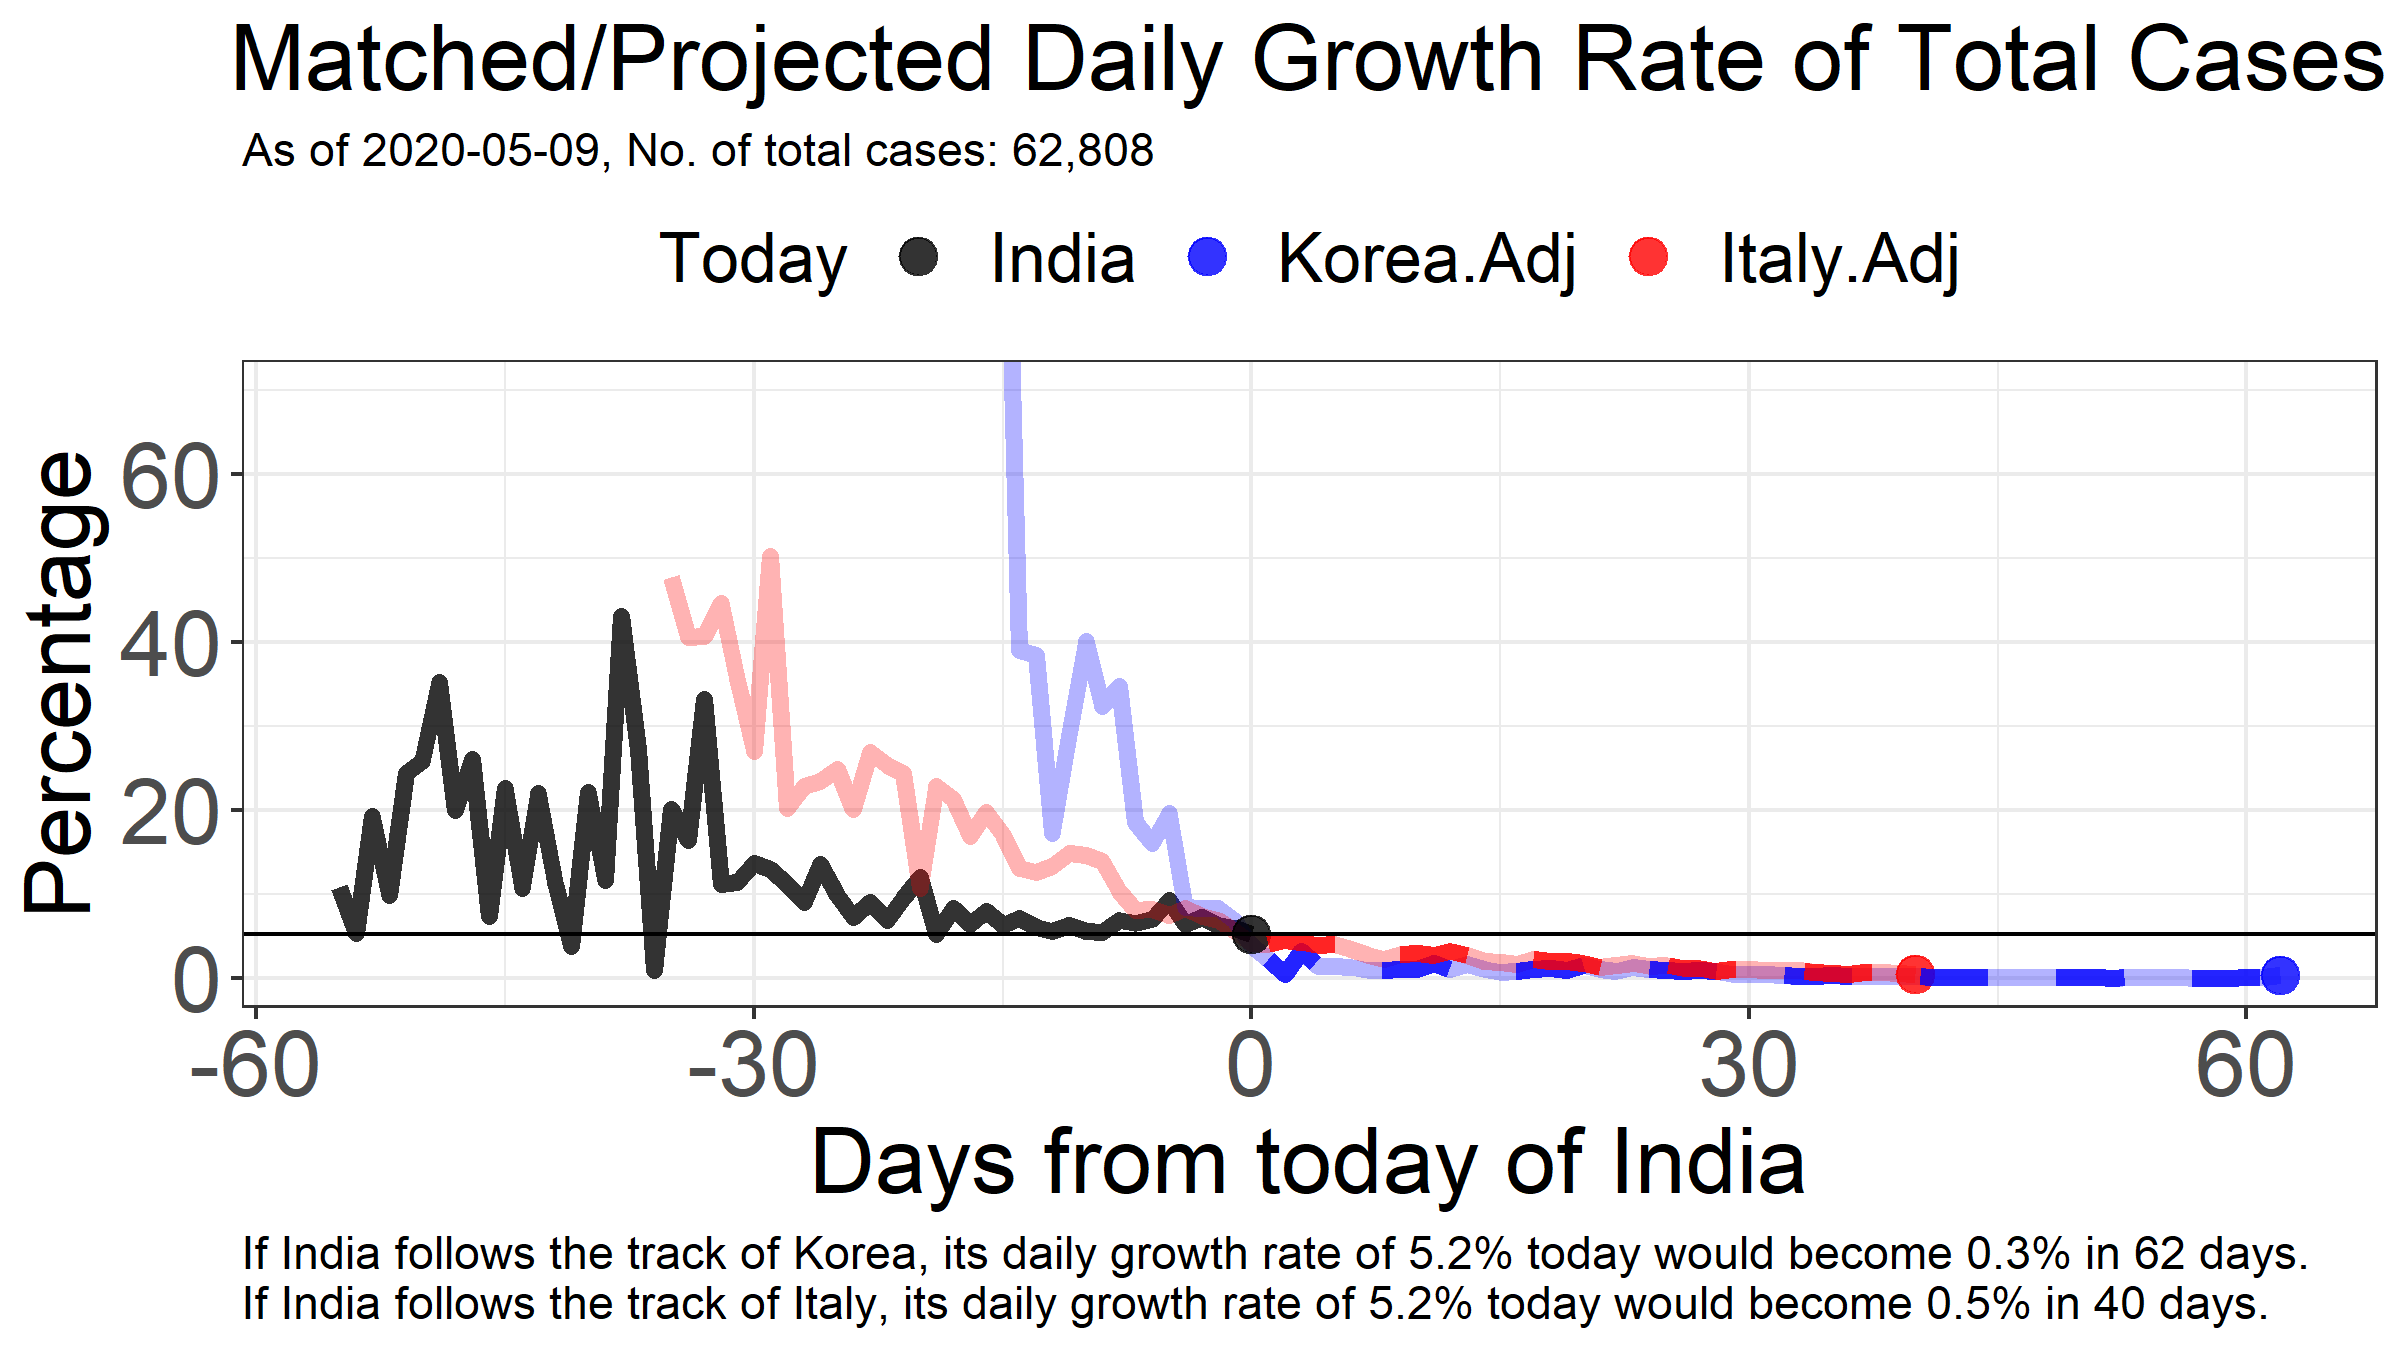 Matched/Projected Daily Growth Rate of Total Cases
As of 2020-05-09, No. of total cases: 62,808
Today India Korea.Adj Italy.Adj
Percentage
60
40
20
0
-60 -30 0 30 60
Days from today of India
If India follows the track of Korea, its daily growth rate of 5.2% today would become 0.3% in 62 days.
If India follows the track of Italy, its daily growth rate of 5.2% today would become 0.5% in 40 days.